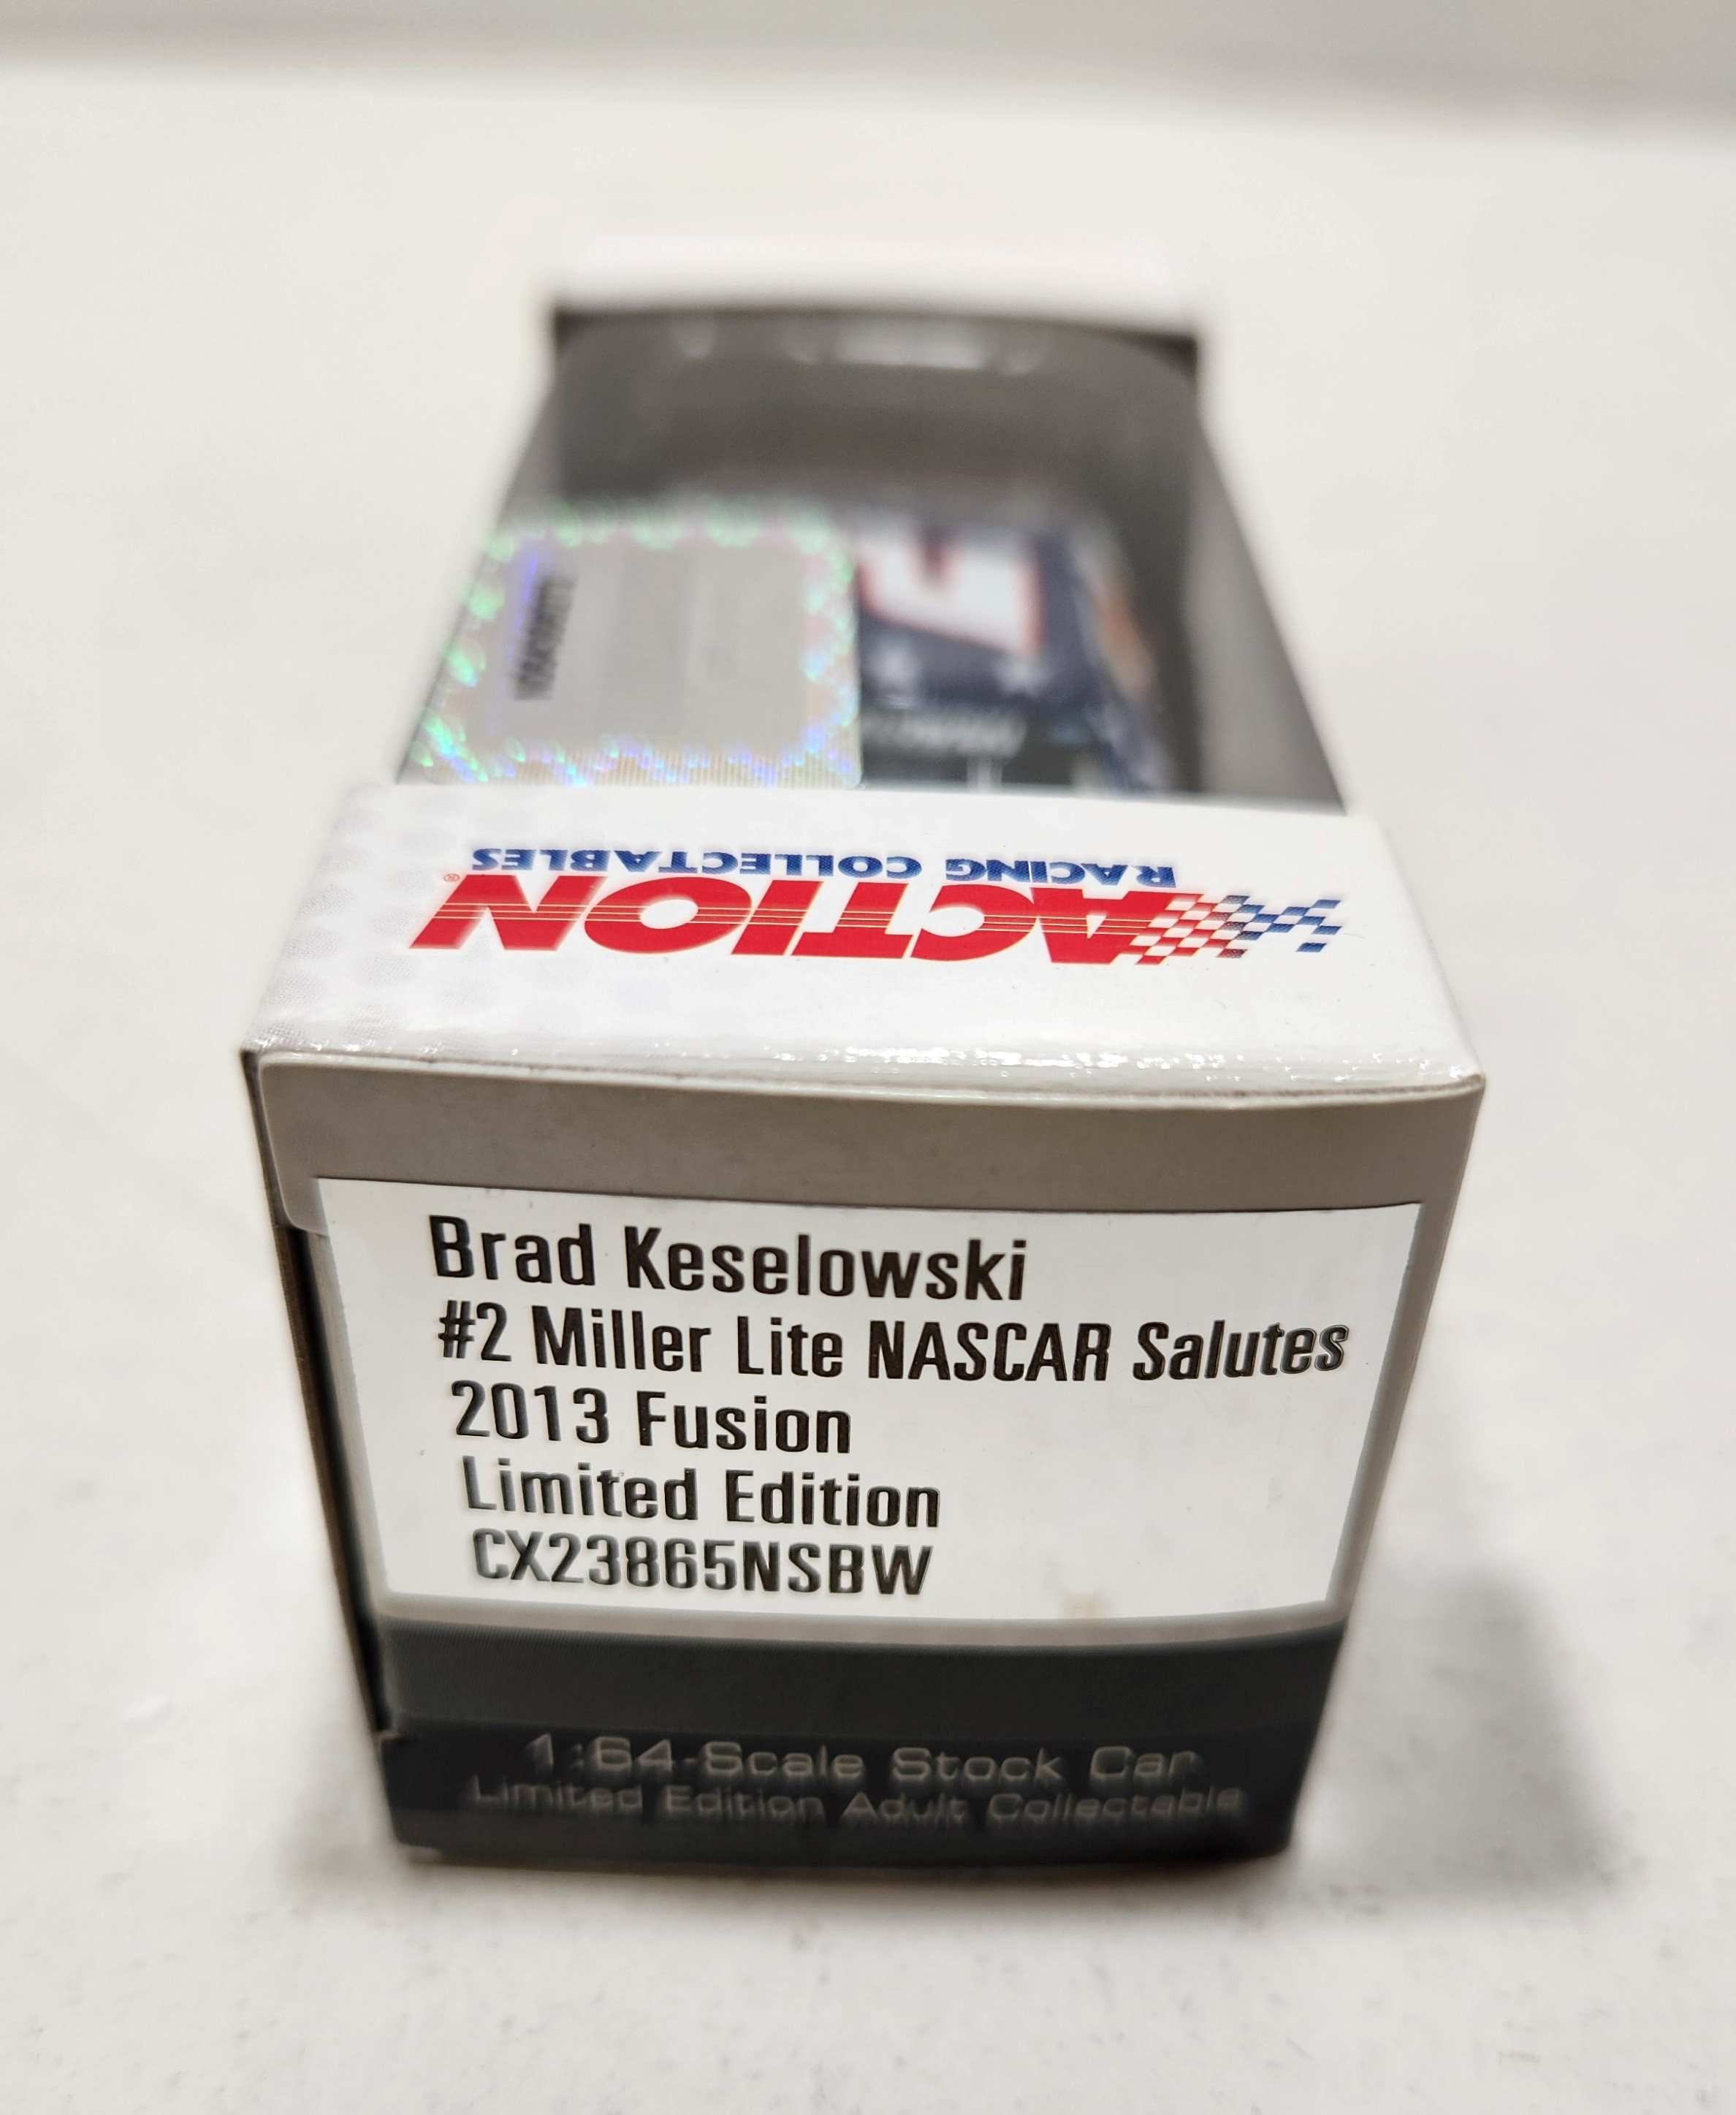 RACING COLLECTABLES
ACTION®
Brad Keselowski
#2 Miller Lite NASCAR Salutes
2013 Fusion
Limited Edition
CX23865NSBW
1:64-Scale Stock Car
Limited Edition Adult Collectable